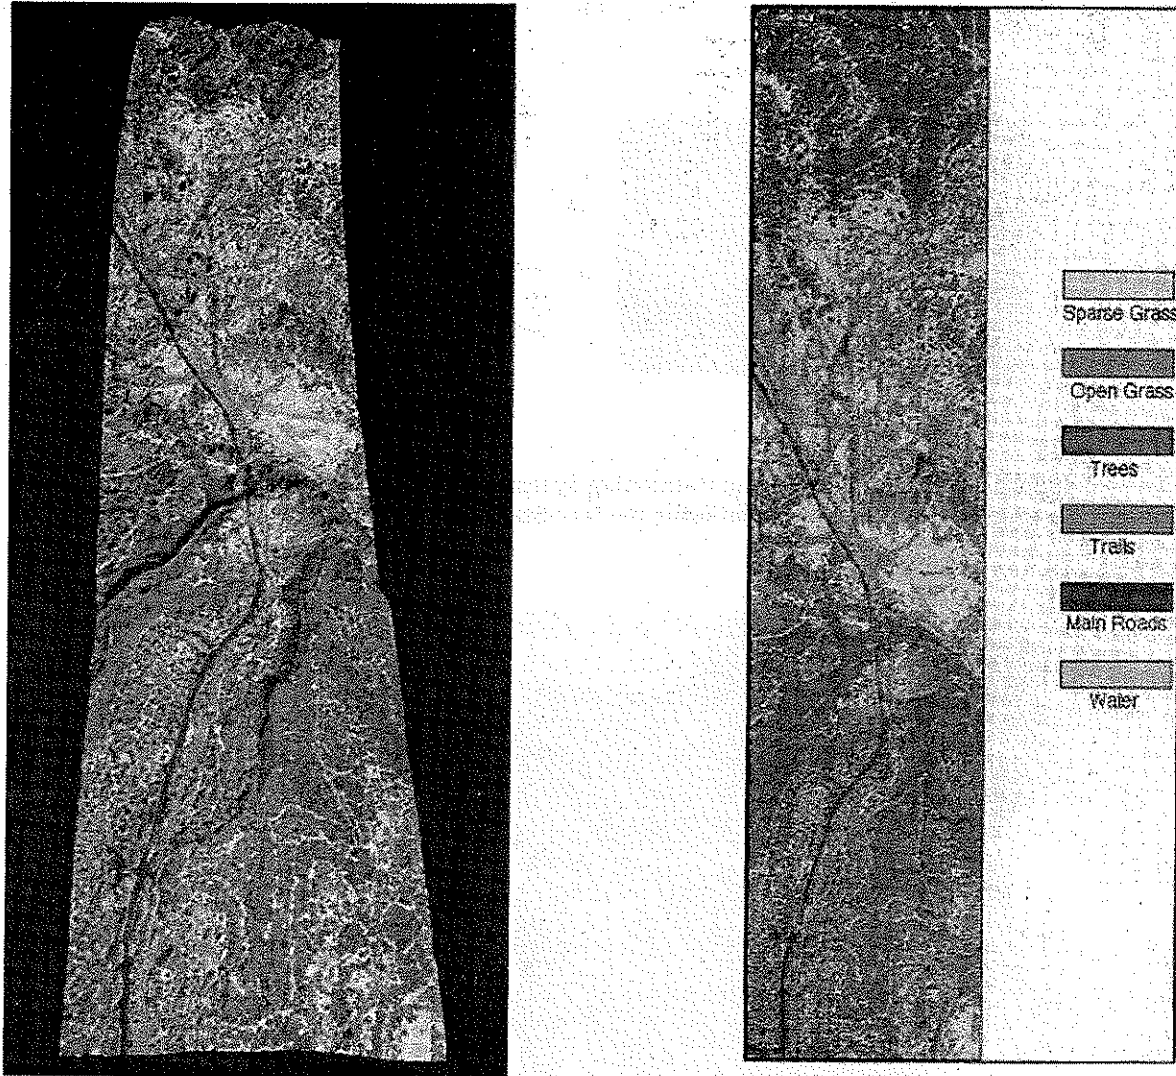 Sparse Grass
Open Grass
Trees
Trails
Main Roads
Water